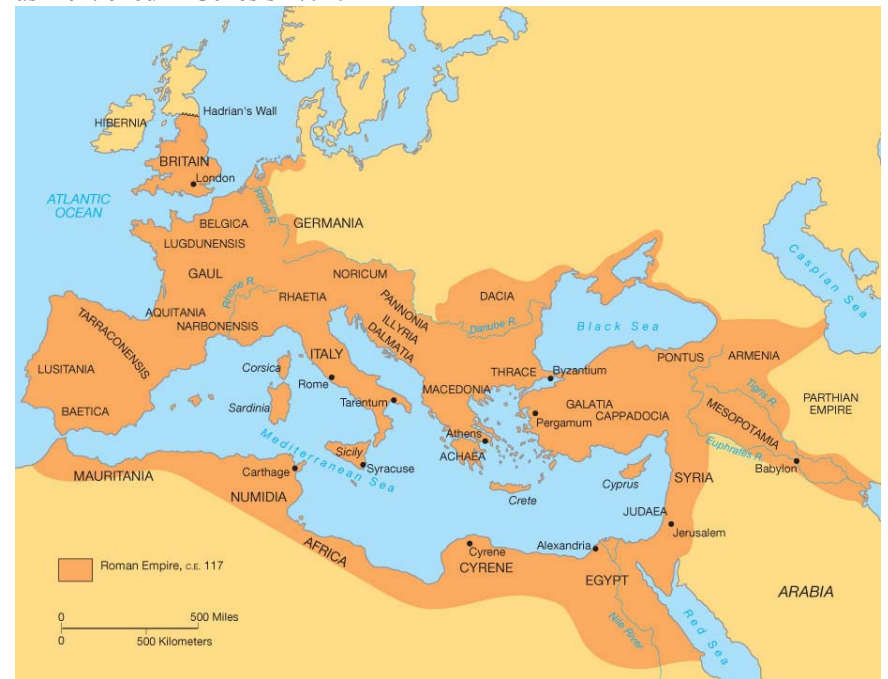 HIBERNIA
Hadrian's Wall
BRITAIN
London
ATLANTIC
OCEAN
Rhine R.
BELGICA
GERMANIA
LUGDUNENSIS
GAUL
NORICUM
Rhone R.
RHAETIA
PANNONIA
ILLYRIA
DALMATIA
DACIA
Danube R.
Black Sea
Caspian Sea
AQUITANIA
NARBONENSIS
TARRACONENSIS
LUSITANIA
BAETICA
Corsica
ITALY
Rome
Sardinia
Tarentum
THRACE
Byzantium
PONTUS
ARMENIA
MACEDONIA
GALATIA
CAPPADOCIA
Pergamum
Tigris R.
MESOPOTAMIA
PARTHIAN
EMPIRE
Euphrates R.
Babylon
Athens
ACHAEA
Mediterranean Sea
Sicily
Syracuse
Carthage
MAURITANIA
NUMIDIA
Crete
Cyprus
SYRIA
JUDAEA
Jerusalem
AFRICA
Cyrene
CYRENE
Alexandria
EGYPT
Nile River
Red Sea
ARABIA
Roman Empire, C.E. 117
0 500 Miles
0 500 Kilometers